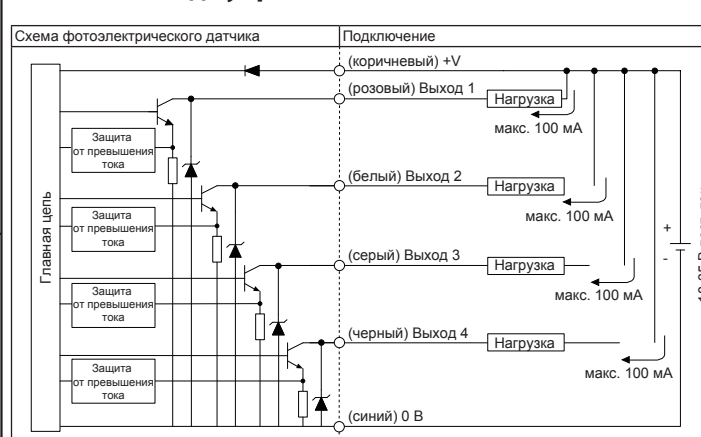 Схема фотоэлектрического датчика
Подключение
(коричневый) +V
(розовый) Выход 1
Нагрузка
макс. 100 мА
Защита
от превышения
тока
(белый) Выход 2
Нагрузка
макс. 100 мА
Защита
от превышения
тока
Главная цепь
+
-
(серый) Выход 3
Нагрузка
макс. 100 мА
Защита
от превышения
тока
(черный) Выход 4
Нагрузка
макс. 100 мА
Защита
от превышения
тока
(синий) 0 В